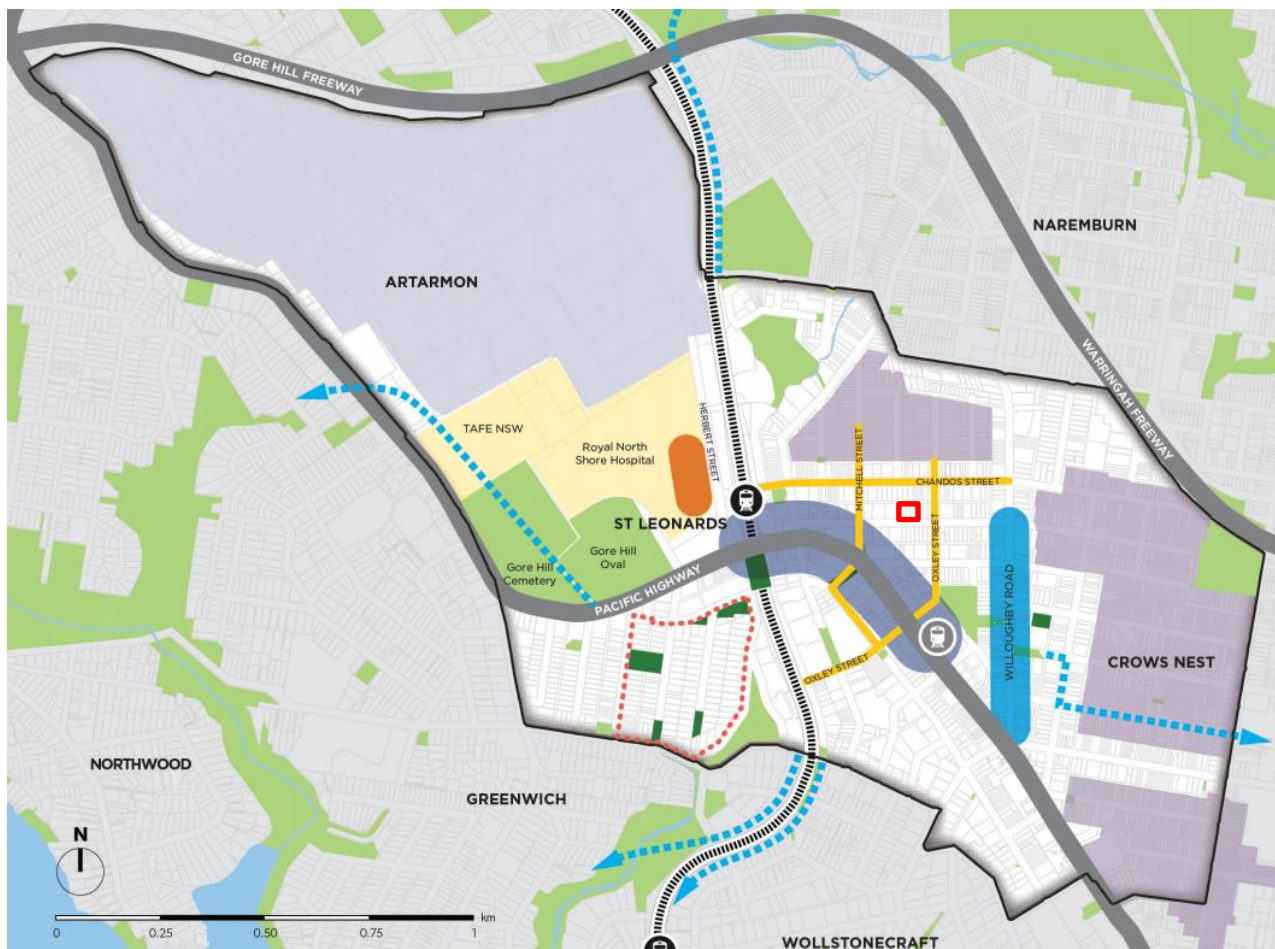 GORE HILL FREEWAY
NAREMBURN
ARTARMON
WARRINGAH FREEWAY
HERBERT STREET
MITCHELL STREET
TAFE NSW
Royal North
Shore Hospital
CHANDOS STREET
ST LEONARDS
OXLEY STREET
Gore Hill
Oval
Gore Hill
Cemetery
PACIFIC HIGHWAY
WILLOUGHBY ROAD
CROWS NEST
OXLEY STREET
NORTHWOOD
GREENWICH
N
km
0 0.25 0.50 0.75 1
WOLLSTONECRAFT